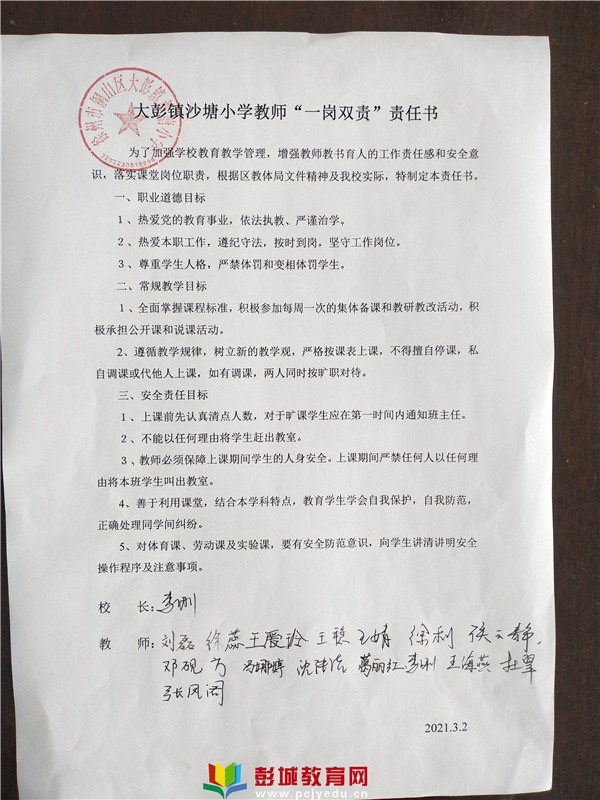 大彭镇沙塘小学教师“一岗双责”责任书
为了加强学校教育教学管理，增强教师教书育人的工作责任感和安全意
识，落实课堂岗位职责，根据区教体局文件精神及我校实际，特制定本责任书。
一、职业道德目标
1、热爱党的教育事业，依法执教、严谨治学。
2、热爱本职工作，遵纪守法，按时到岗，坚守工作岗位。
3、尊重学生人格，严禁体罚和变相体罚学生。
二、常规教学目标
1、全面掌握课程标准，积极参加每周一次的集体备课和教研教改活动，积
极承担公开课和说课活动。
2、遵循教学规律，树立新的教学观，严格按课表上课，不得擅自停课，私
自调课或代他人上课，如有调课，两人同时按旷职对待。
三、安全责任目标
1、上课前先认真清点人数，对于旷课学生应在第一时间内通知班主任。
2、不能以任何理由将学生赶出教室。
3、教师必须保障上课期间学生的人身安全。上课期间严禁任何人以任何理
由将本班学生叫出教室。
4、善于利用课堂，结合本学科特点，教育学生学会自我保护，自我防范，
正确处理同学间纠纷。
5、对体育课、劳动课及实验课，要有安全防范意识，向学生讲清讲明安全
操作程序及注意事项。
校 长：
教 师：刘磊 徐蕊 王爱玲 王稳 王婧 徐利 侯云静
邓砚芳 冯娜婷 葛丽红 王海燕 杜翠
张凤阁
2021.3.2
彭城教育网
www.pcjyedu.cn